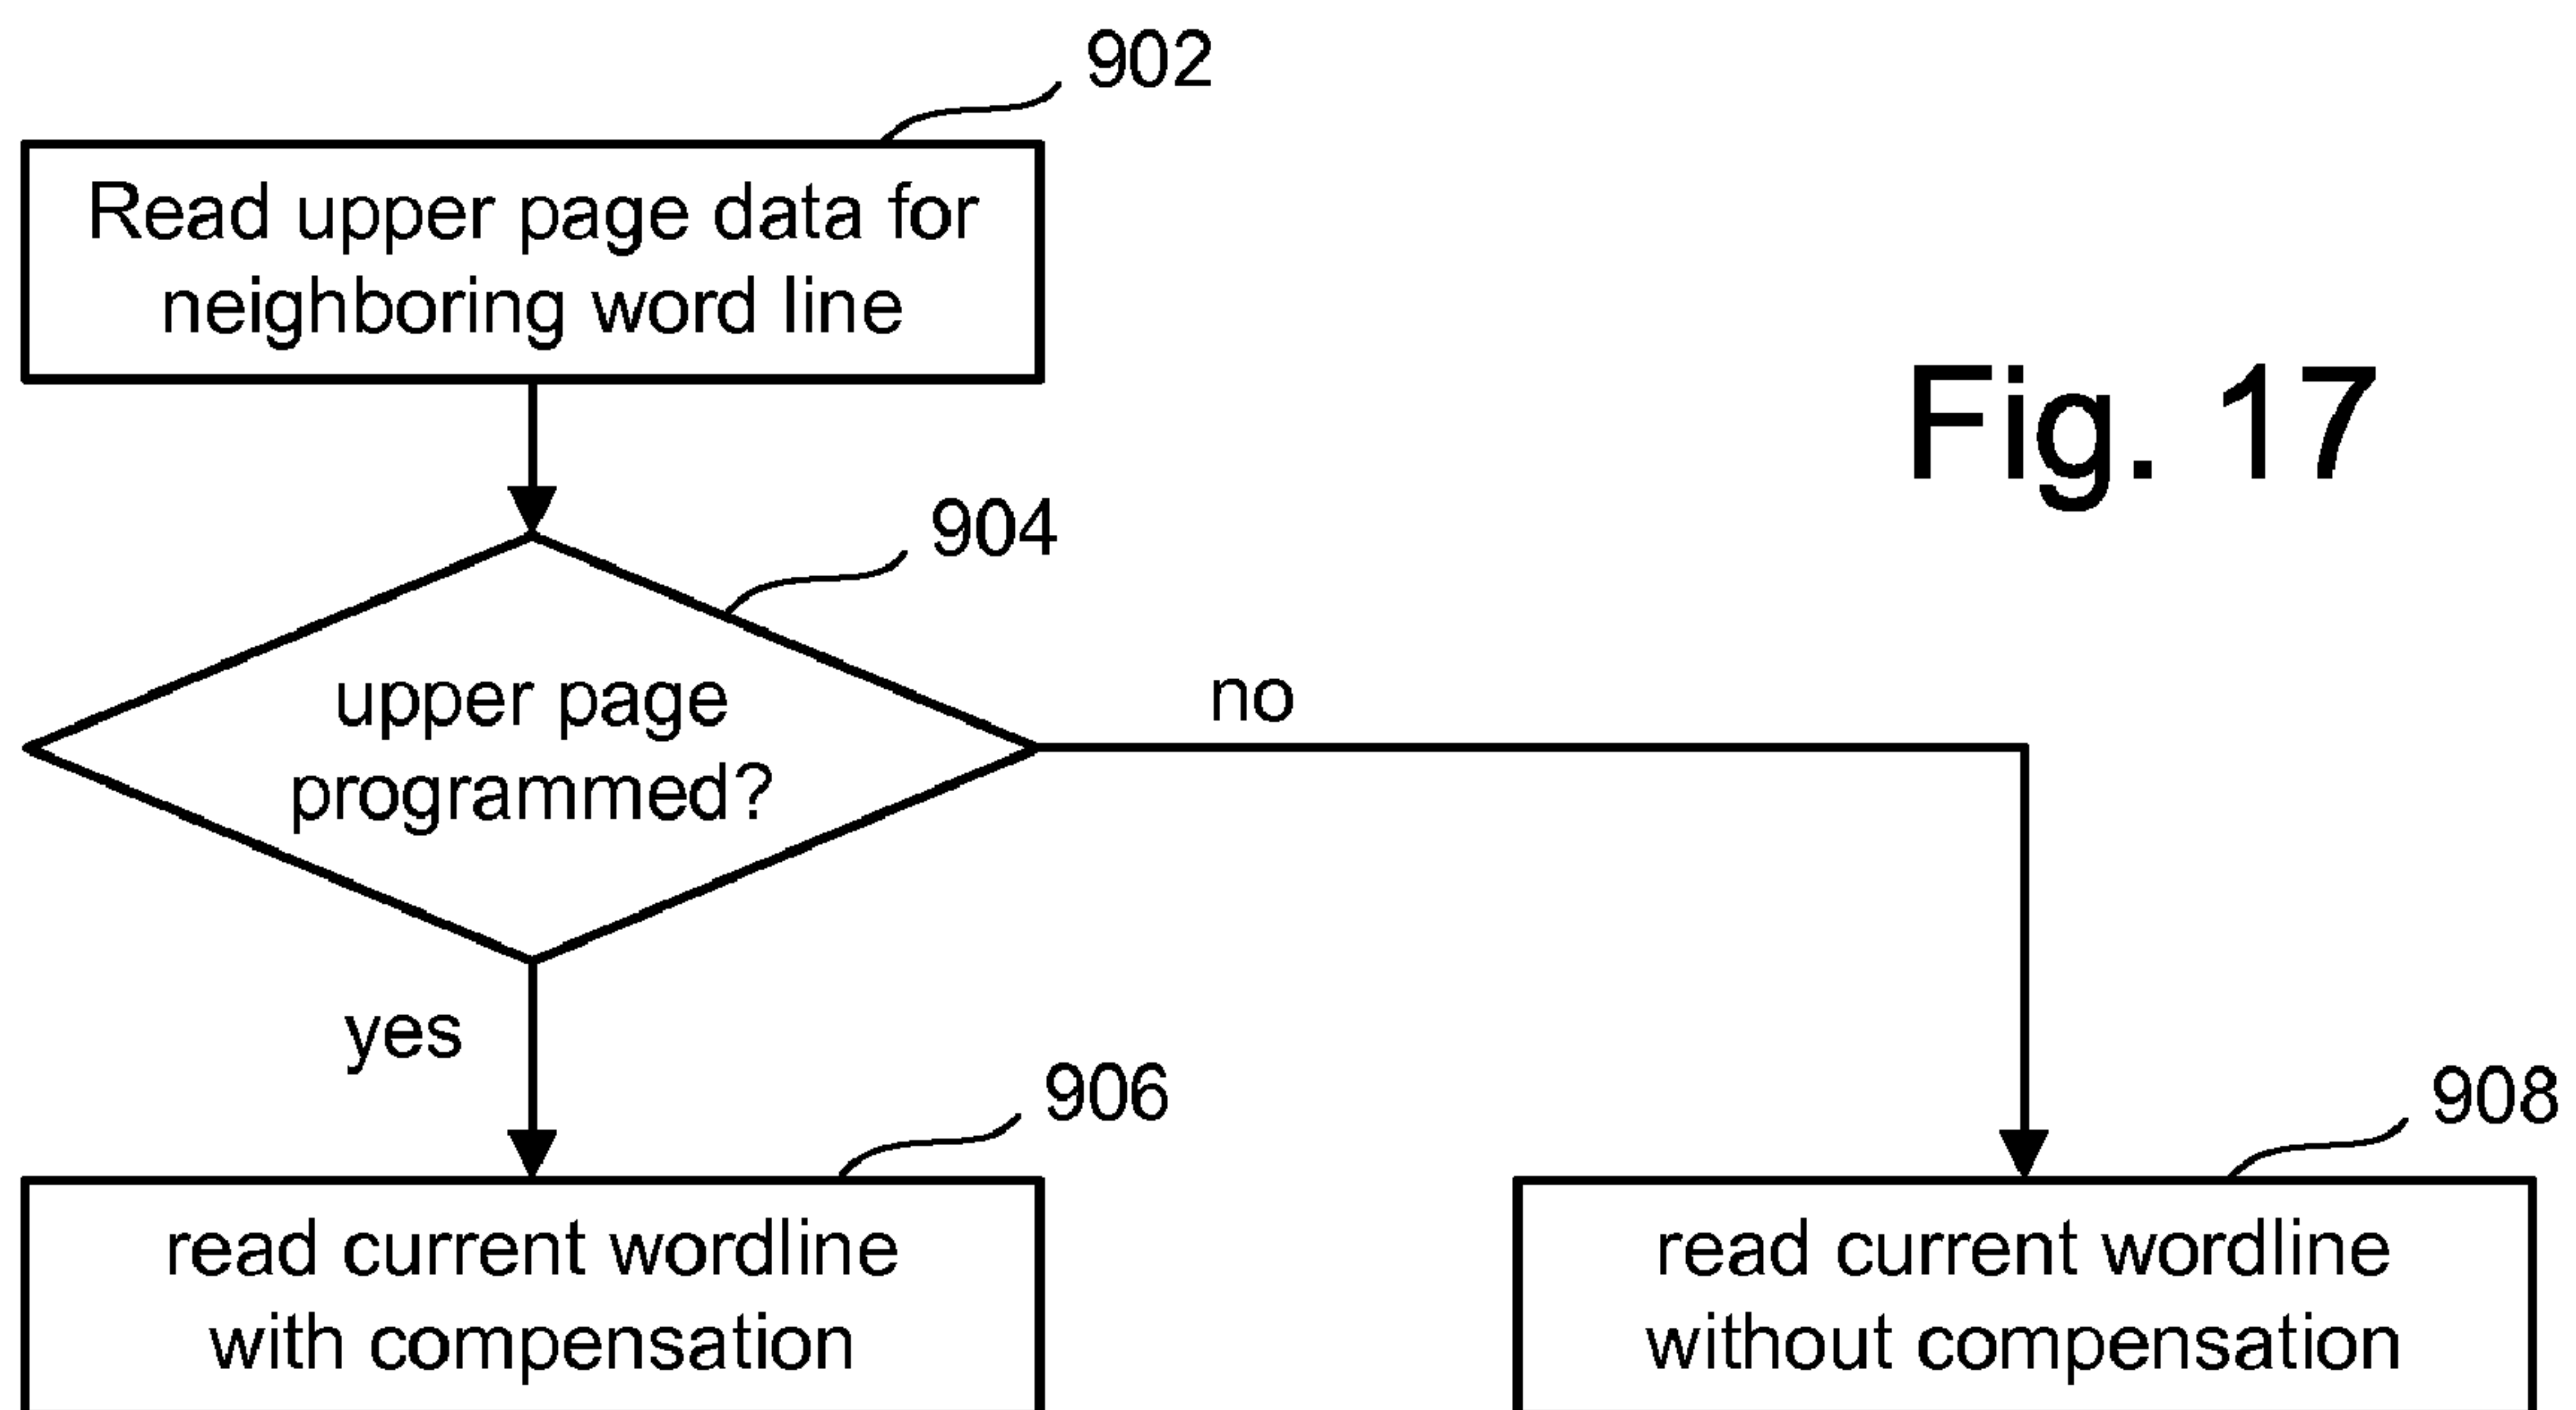 902
Read upper page data for
neighboring word line
Fig. 17
904
upper page
programmed?
no
yes
906
908
read current wordline
with compensation
read current wordline
without compensation